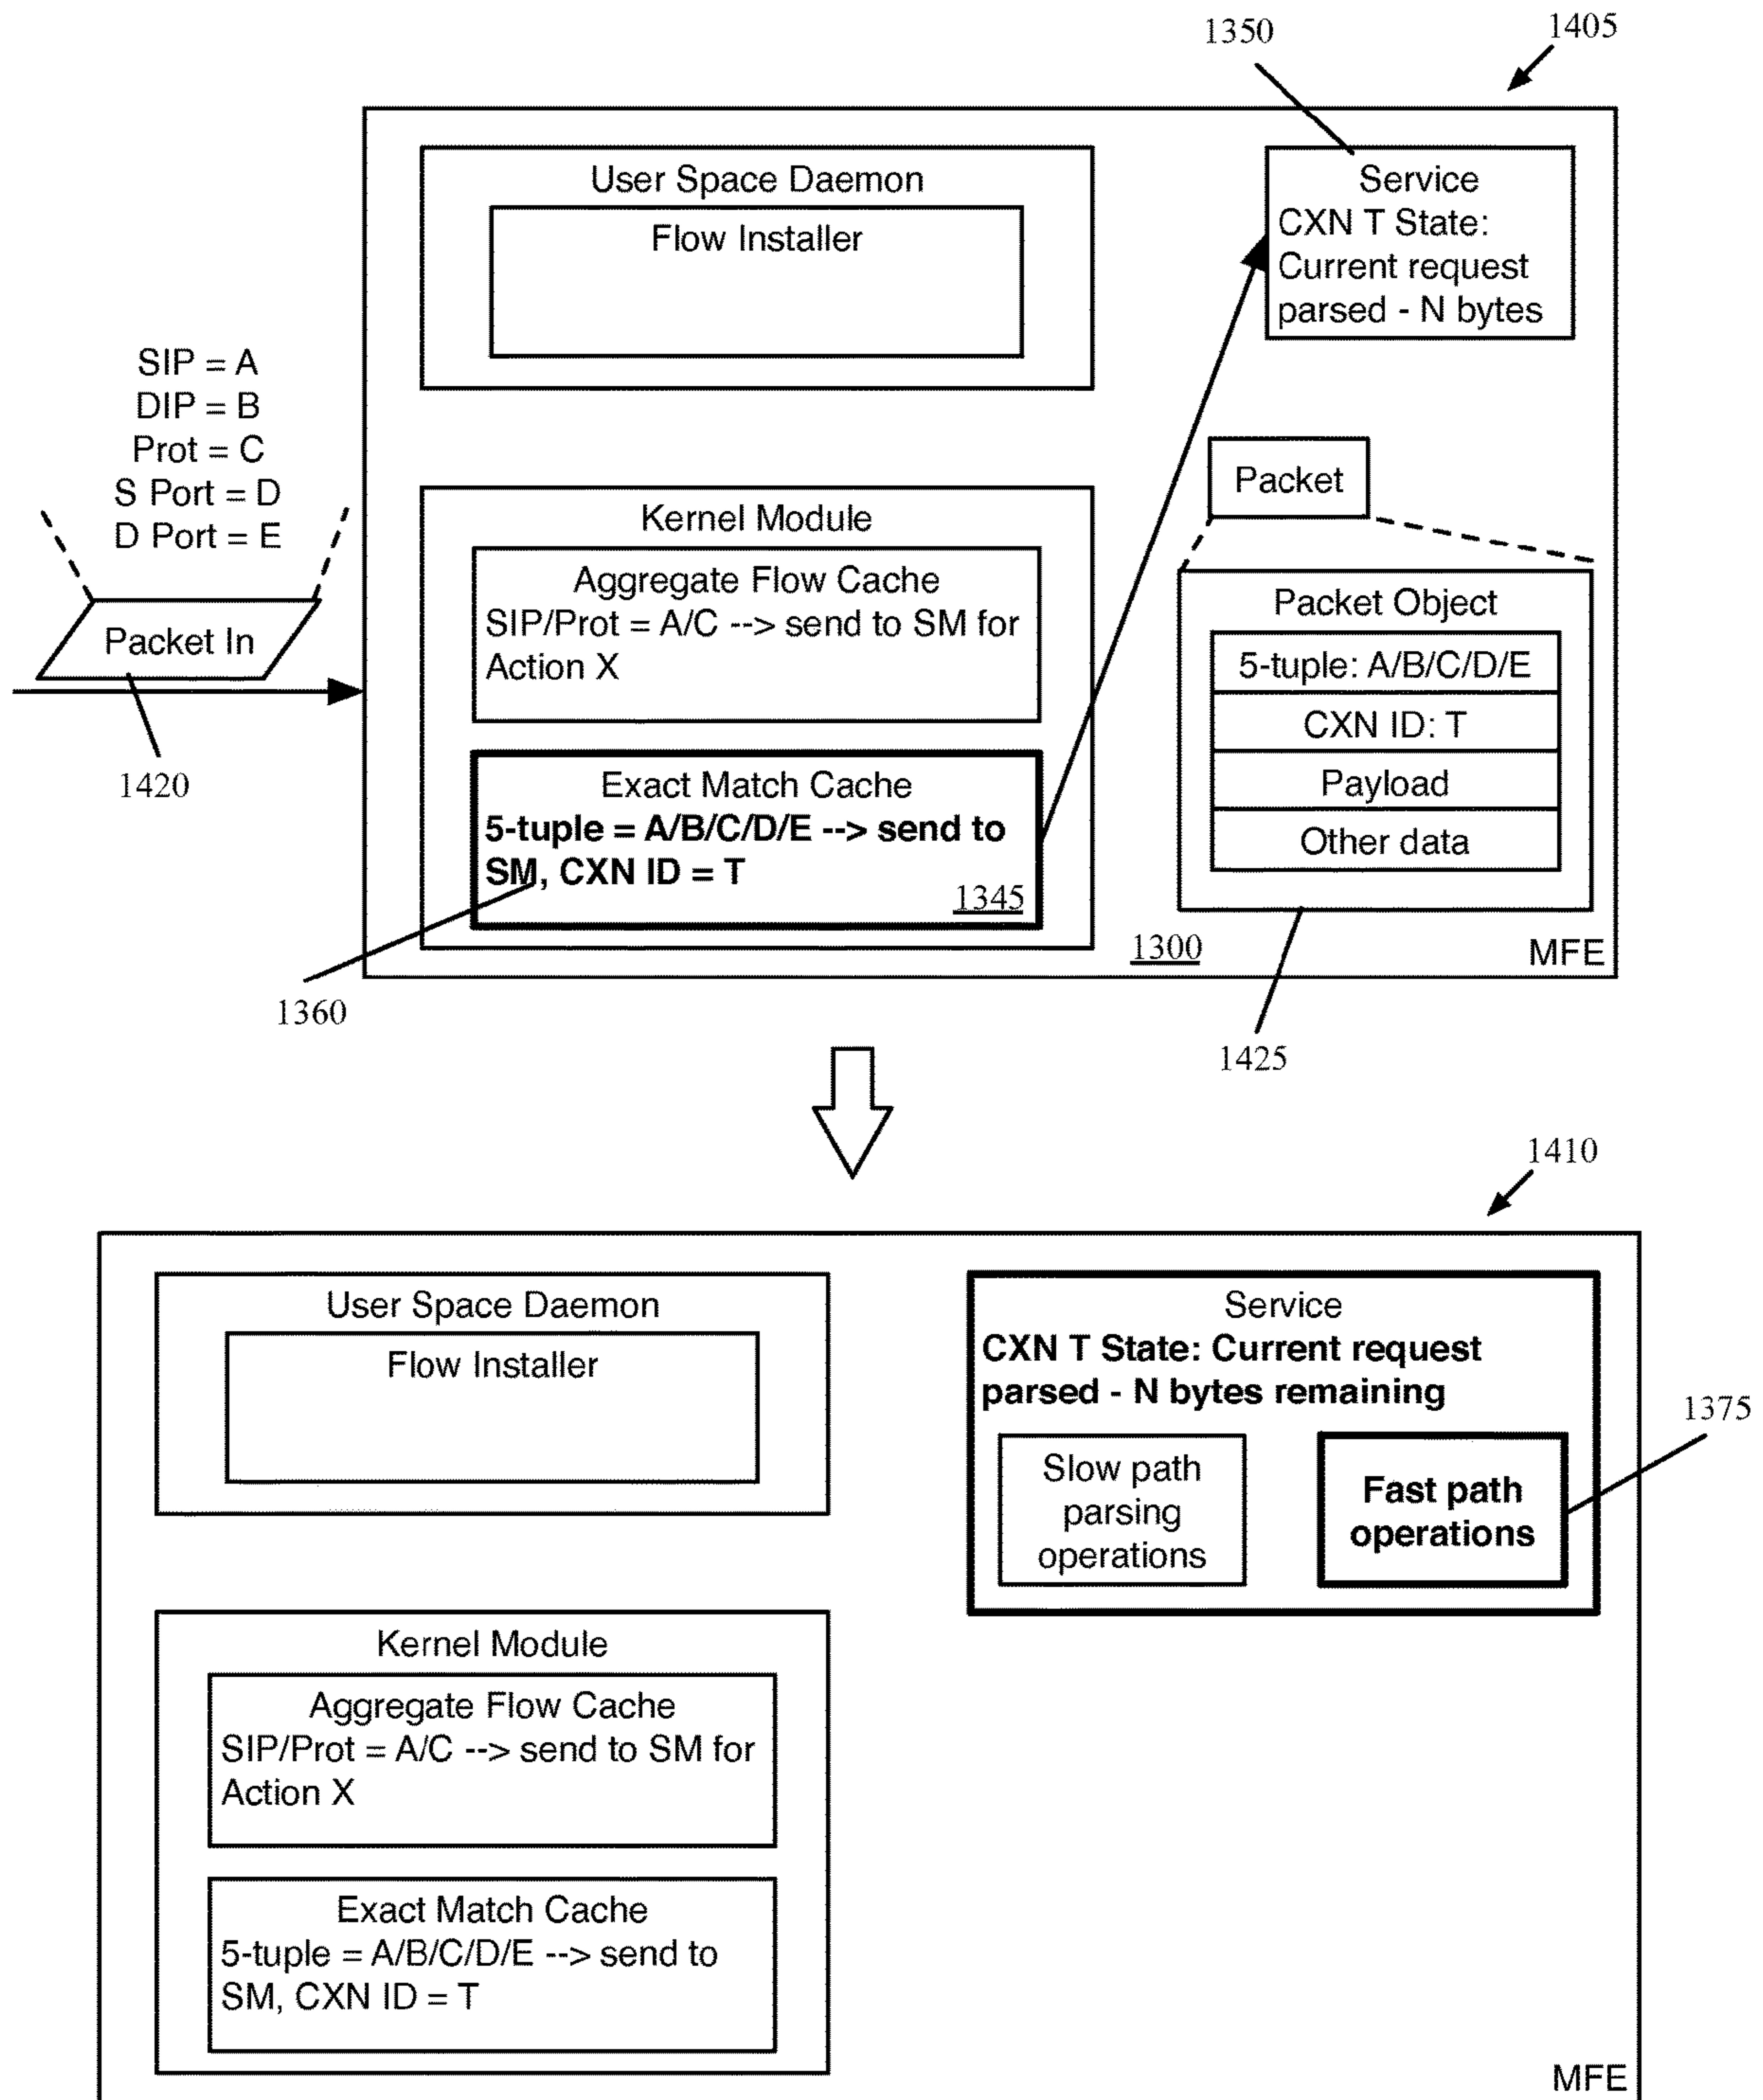 1350
1405
User Space Daemon
Flow Installer
Service
CXN T State:
Current request
parsed - N bytes
SIP = A
DIP = B
Prot = C
S Port = D
D Port = E
Packet In
1420
Kernel Module
Aggregate Flow Cache
SIP/Prot = A/C --> send to SM for
Action X
Exact Match Cache
5-tuple = A/B/C/D/E --> send to
SM, CXN ID = T
1345
1360
Packet
Packet Object
5-tuple: A/B/C/D/E
CXN ID: T
Payload
Other data
1300
MFE
1425
1410
User Space Daemon
Flow Installer
Service
CXN T State: Current request
parsed - N bytes remaining
1375
Slow path
parsing
operations
Fast path
operations
Kernel Module
Aggregate Flow Cache
SIP/Prot = A/C --> send to SM for
Action X
Exact Match Cache
5-tuple = A/B/C/D/E --> send to
SM, CXN ID = T
MFE